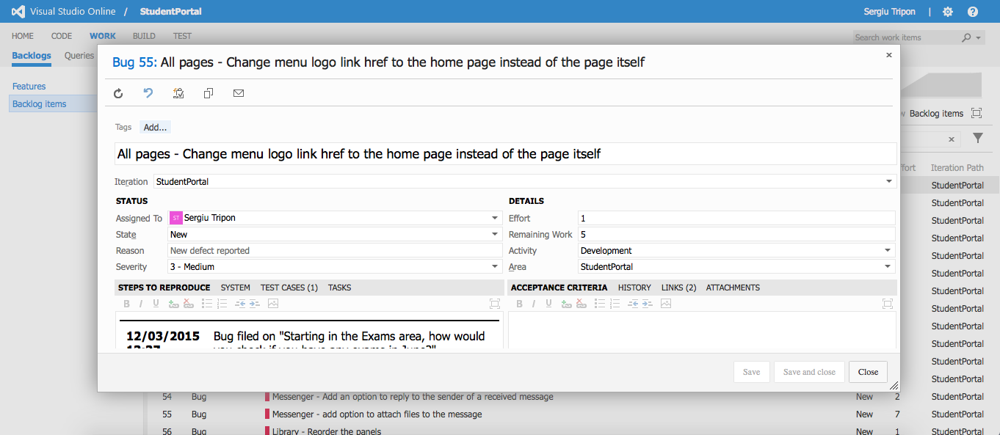 Visual Studio Online / StudentPortal Sergiu Tripon |
HOME CODE WORK BUILD TEST Search work items
Backlogs Queries
Bug 55: All pages - Change menu logo link href to the home page instead of the page itself
Features
Backlog items
Backlog items
Tags Add...
All pages - Change menu logo link href to the home page instead of the page itself
Iteration StudentPortal
Iteration Path
STATUS DETAILS
StudentPortal
Assigned To ST Sergiu Tripon Effort 1
StudentPortal
State New Remaining Work 5
StudentPortal
Reason New defect reported Activity Development
StudentPortal
Severity 3 - Medium Area StudentPortal
StudentPortal
StudentPortal
STEPS TO REPRODUCE SYSTEM TEST CASES (1) TASKS ACCEPTANCE CRITERIA HISTORY LINKS (2) ATTACHMENTS
StudentPortal
B I U B I U
StudentPortal
StudentPortal
12/03/2015 Bug filed on "Starting in the Exams area, how would
StudentPortal
you check if you have any exams in June?"
StudentPortal
Save Save and close Close
StudentPortal
StudentPortal
54 Bug Messenger - Add an option to reply to the sender of a received message New 2 StudentPortal
55 Bug Messenger - add option to attach files to the message New 7 StudentPortal
56 Bug Library - Reorder the panels New 1 StudentPortal